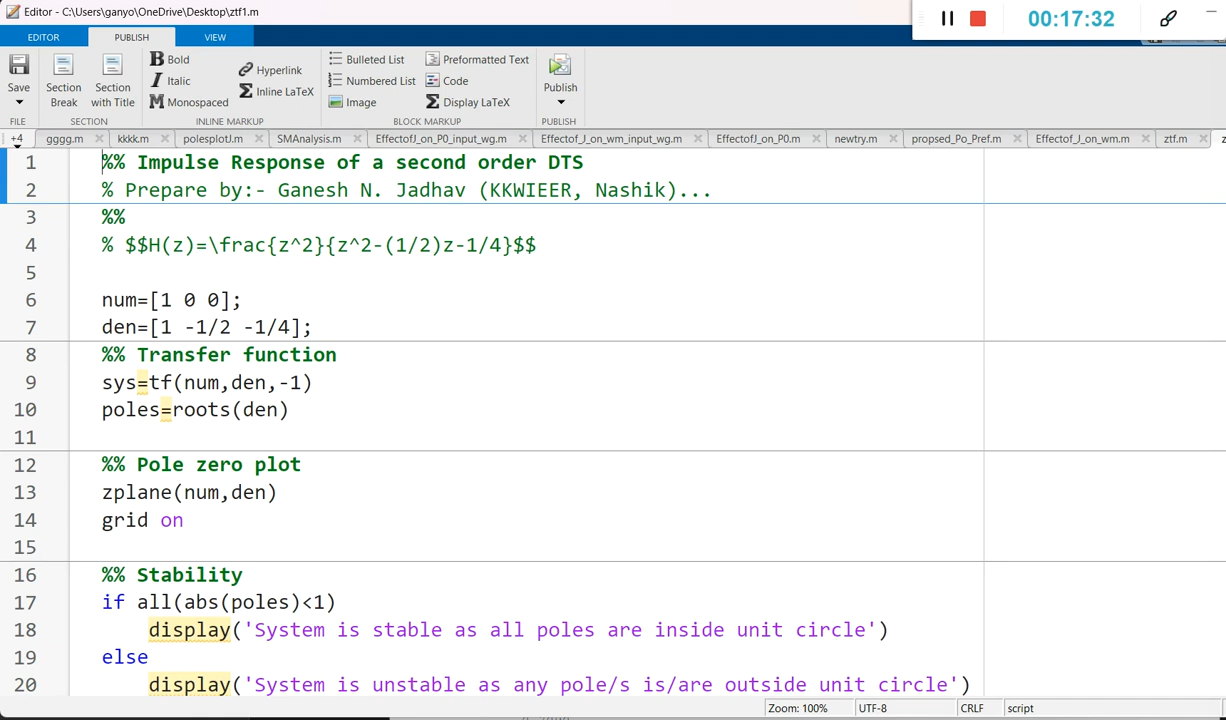 Editor - C:\Users\ganyo\OneDrive\Desktop\ztf1.m
00:17:32
EDITOR PUBLISH VIEW
Save
Section Break
Section with Title
B Bold
I Italic
M Monospaced
Hyperlink
Σ Inline LaTeX
Bulleted List
Numbered List
Image
Preformatted Text
Code
Σ Display LaTeX
Publish
FILE SECTION INLINE MARKUP BLOCK MARKUP PUBLISH
+4 gggg.m kkkk.m polesplotJ.m SMAnalysis.m EffectofJ_on_P0_input_wg.m Effectof_J_on_wm_input_wg.m EffectofJ_on_P0.m newtry.m propsed_Po_Pref.m Effectof_J_on_wm.m ztf.m
1 %% Impulse Response of a second order DTS
2 % Prepare by:- Ganesh N. Jadhav (KKWIEER, Nashik)...
3 %%
4 % $$H(z)=\frac{z^2}{z^2-(1/2)z-1/4}$$
5
6 num=[1 0 0];
7 den=[1 -1/2 -1/4];
8 %% Transfer function
9 sys=tf(num,den,-1)
10 poles=roots(den)
11
12 %% Pole zero plot
13 zplane(num,den)
14 grid on
15
16 %% Stability
17 if all(abs(poles)<1)
18 display('System is stable as all poles are inside unit circle')
19 else
20 display('System is unstable as any pole/s is/are outside unit circle')
Zoom: 100% UTF-8 CRLF script